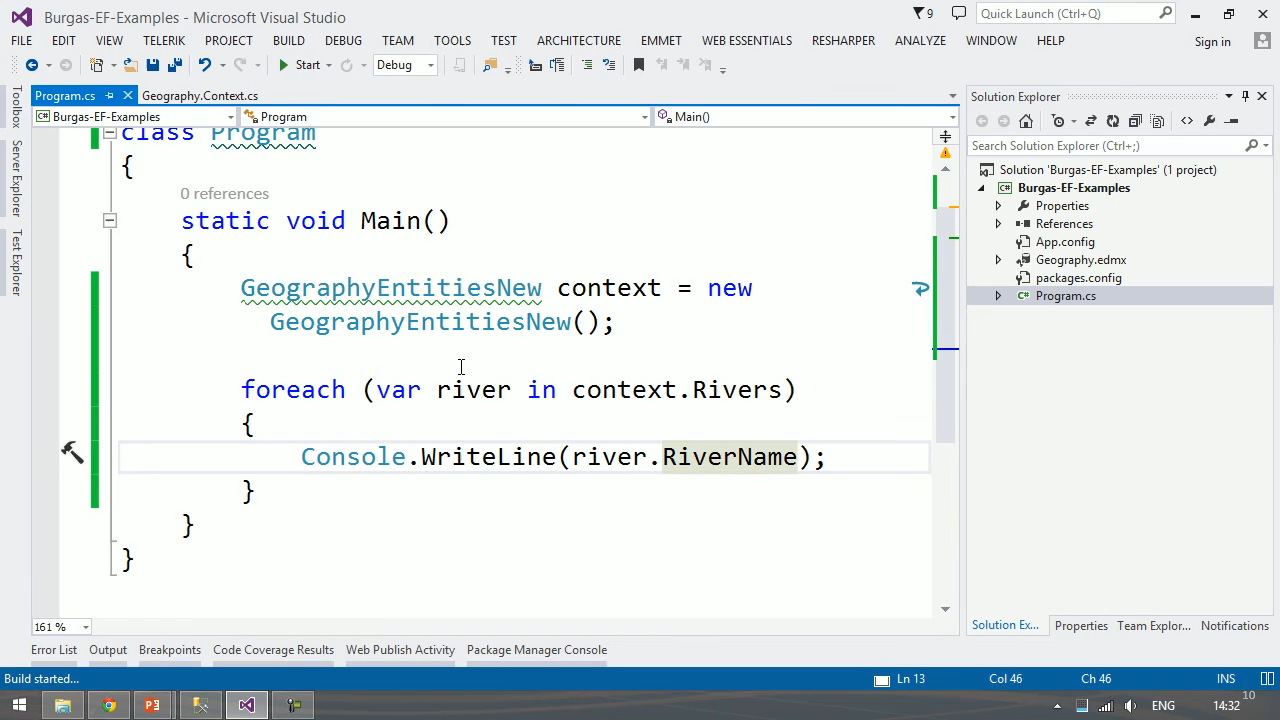 Burgas-EF-Examples - Microsoft Visual Studio
9
Quick Launch (Ctrl+Q)
FILE EDIT VIEW TELERIK PROJECT BUILD DEBUG TEAM TOOLS TEST ARCHITECTURE EMMET WEB ESSENTIALS RESHARPER ANALYZE WINDOW HELP Sign in
Start Debug
Toolbox
Server Explorer
Test Explorer
Program.cs Geography.Context.cs
Burgas-EF-Examples Program Main()
class Program
{
0 references
static void Main()
{
GeographyEntitiesNew context = new
GeographyEntitiesNew();
foreach (var river in context.Rivers)
{
Console.WriteLine(river.RiverName);
}
}
}
161 %
Solution Explorer
Search Solution Explorer (Ctrl+;)
Solution 'Burgas-EF-Examples' (1 project)
Burgas-EF-Examples
Properties
References
App.config
Geography.edmx
packages.config
Program.cs
Solution Ex... Properties Team Explor... Notifications
Error List Output Breakpoints Code Coverage Results Web Publish Activity Package Manager Console
Build started... Ln 13 Col 46 Ch 46 INS
ENG 14:32 10